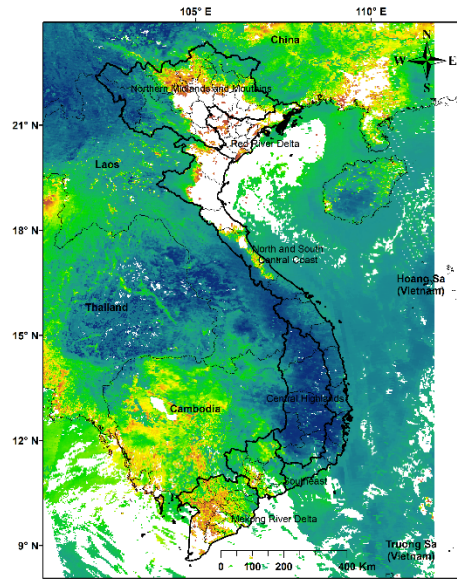 105° E
110° E
China
N
W
E
S
Northern Midlands and Moutains
21°N
Red River Delta
Laos
18°N
North and South
Central Coast
Hoang Sa
(Vietnam)
Thailand
15°N
Central Highlands
Cambodia
12°N
Southeast
Mekong River Delta
9°N
Truong Sa
(Vietnam)
0
100
200
400 Km